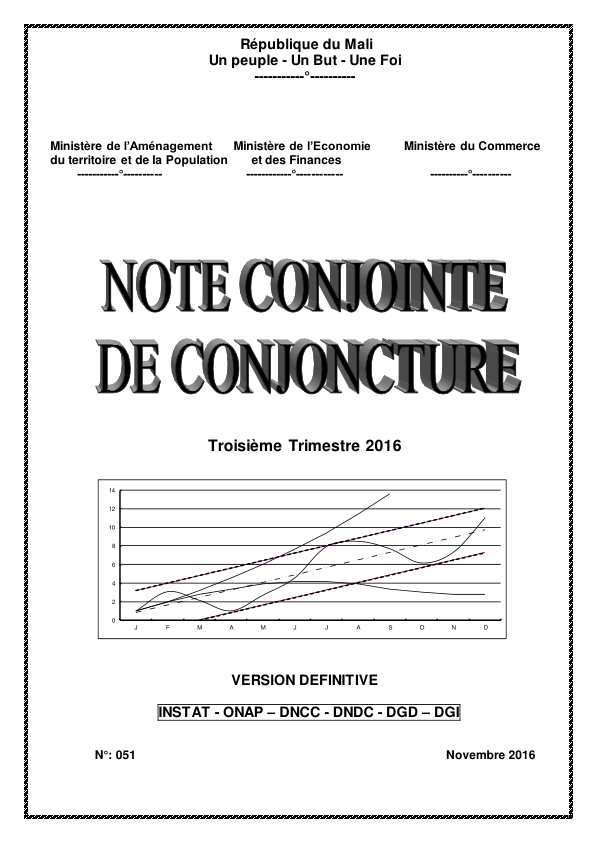 République du Mali
Un peuple - Un But - Une Foi
-----------°----------
Ministère de l'Aménagement du territoire et de la Population
-----------°----------
Ministère de l'Economie et des Finances
------------°------------
Ministère du Commerce
----------°----------
NOTE CONJOINTE
DE CONJONCTURE
Troisième Trimestre 2016
14
12
10
8
6
4
2
0
J F M A M J J A S O N D
VERSION DEFINITIVE
INSTAT - ONAP – DNCC - DNDC - DGD – DGI
N°: 051 Novembre 2016